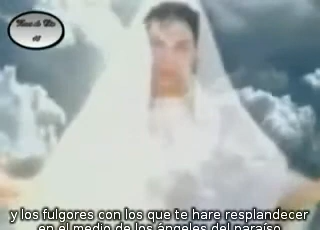 y los fulgores con los que te hare resplandecer
en el medio de los ángeles del paraíso